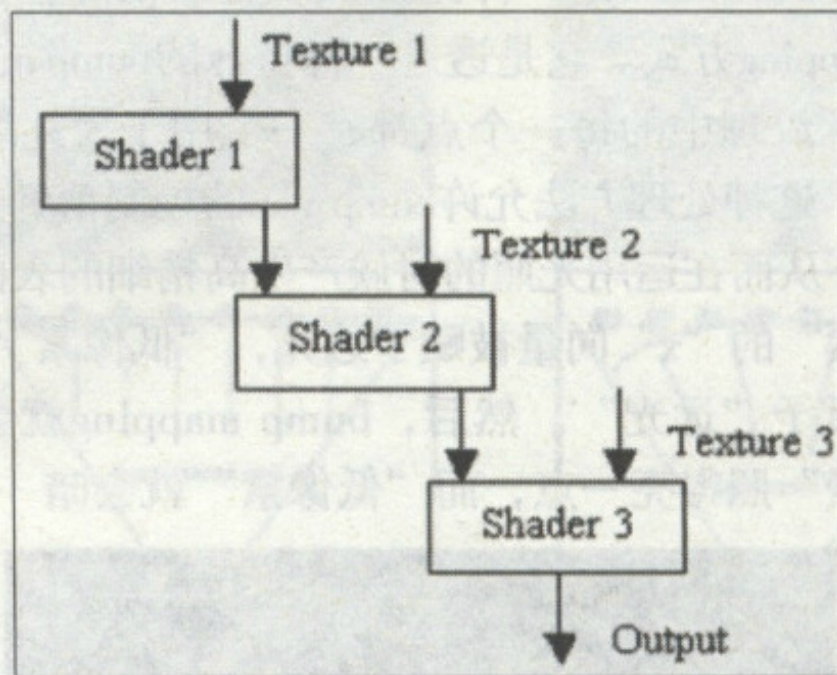 Texture 1
Shader 1
Texture 2
Shader 2
Texture 3
Shader 3
Output